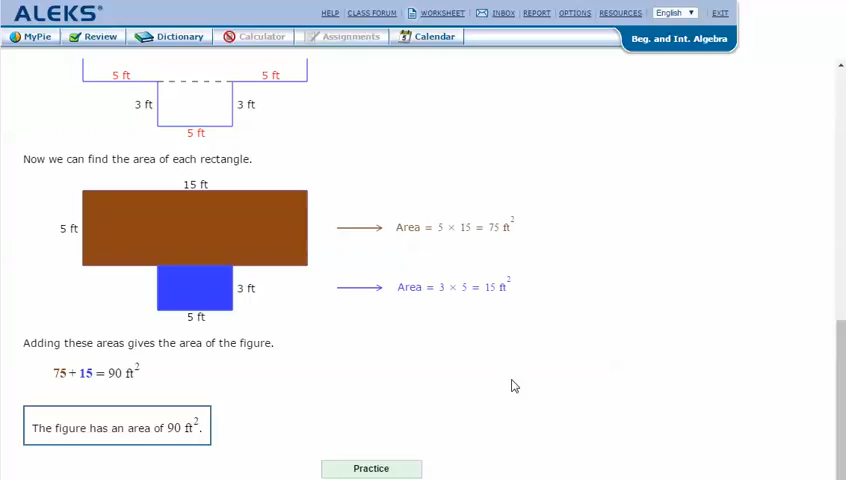 ALEKS®
HELP CLASS FORUM WORKSHEET INBOX REPORT OPTIONS RESOURCES English EXIT
MyPie Review Dictionary Calculator Assignments Calendar Beg. and Int. Algebra
5 ft 5 ft
3 ft 3 ft
5 ft
Now we can find the area of each rectangle.
15 ft
5 ft Area = 5 × 15 = 75 ft²
3 ft Area = 3 × 5 = 15 ft²
5 ft
Adding these areas gives the area of the figure.
75 + 15 = 90 ft²
The figure has an area of 90 ft².
Practice